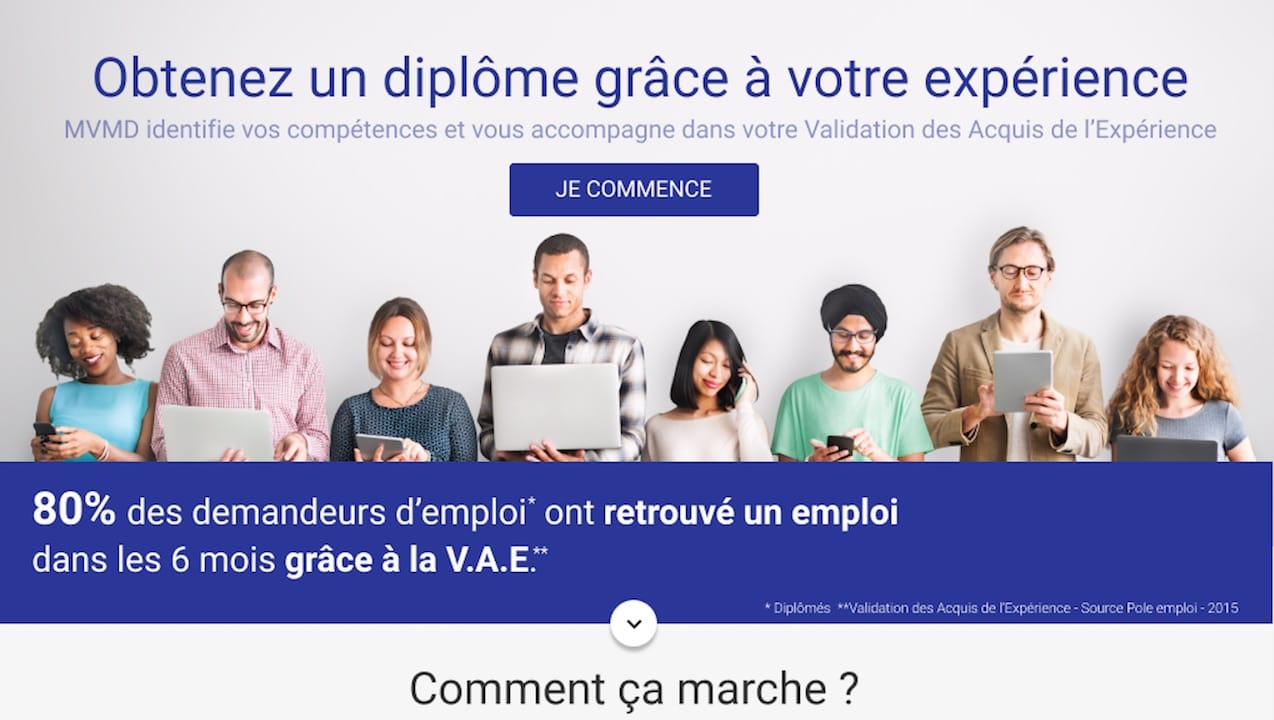 Obtenez un diplôme grâce à votre expérience
MVMD identifie vos compétences et vous accompagne dans votre Validation des Acquis de l'Expérience
JE COMMENCE
80% des demandeurs d'emploi* ont retrouvé un emploi
dans les 6 mois grâce à la V.A.E.**
* Diplômés **Validation des Acquis de l'Expérience - Source Pole emploi - 2015
Comment ça marche ?